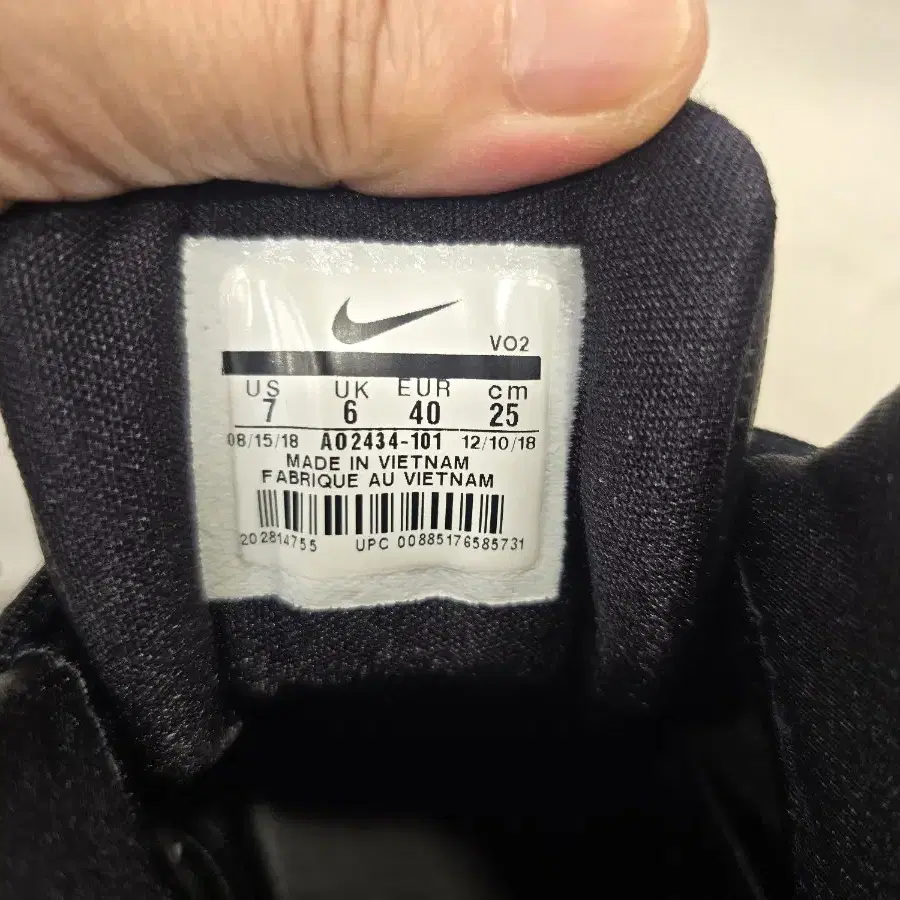 VO2
US UK EUR cm
7 6 40 25
08/15/18 AO2434-101 12/10/18
MADE IN VIETNAM
FABRIQUE AU VIETNAM
202814755 UPC 00885176585731